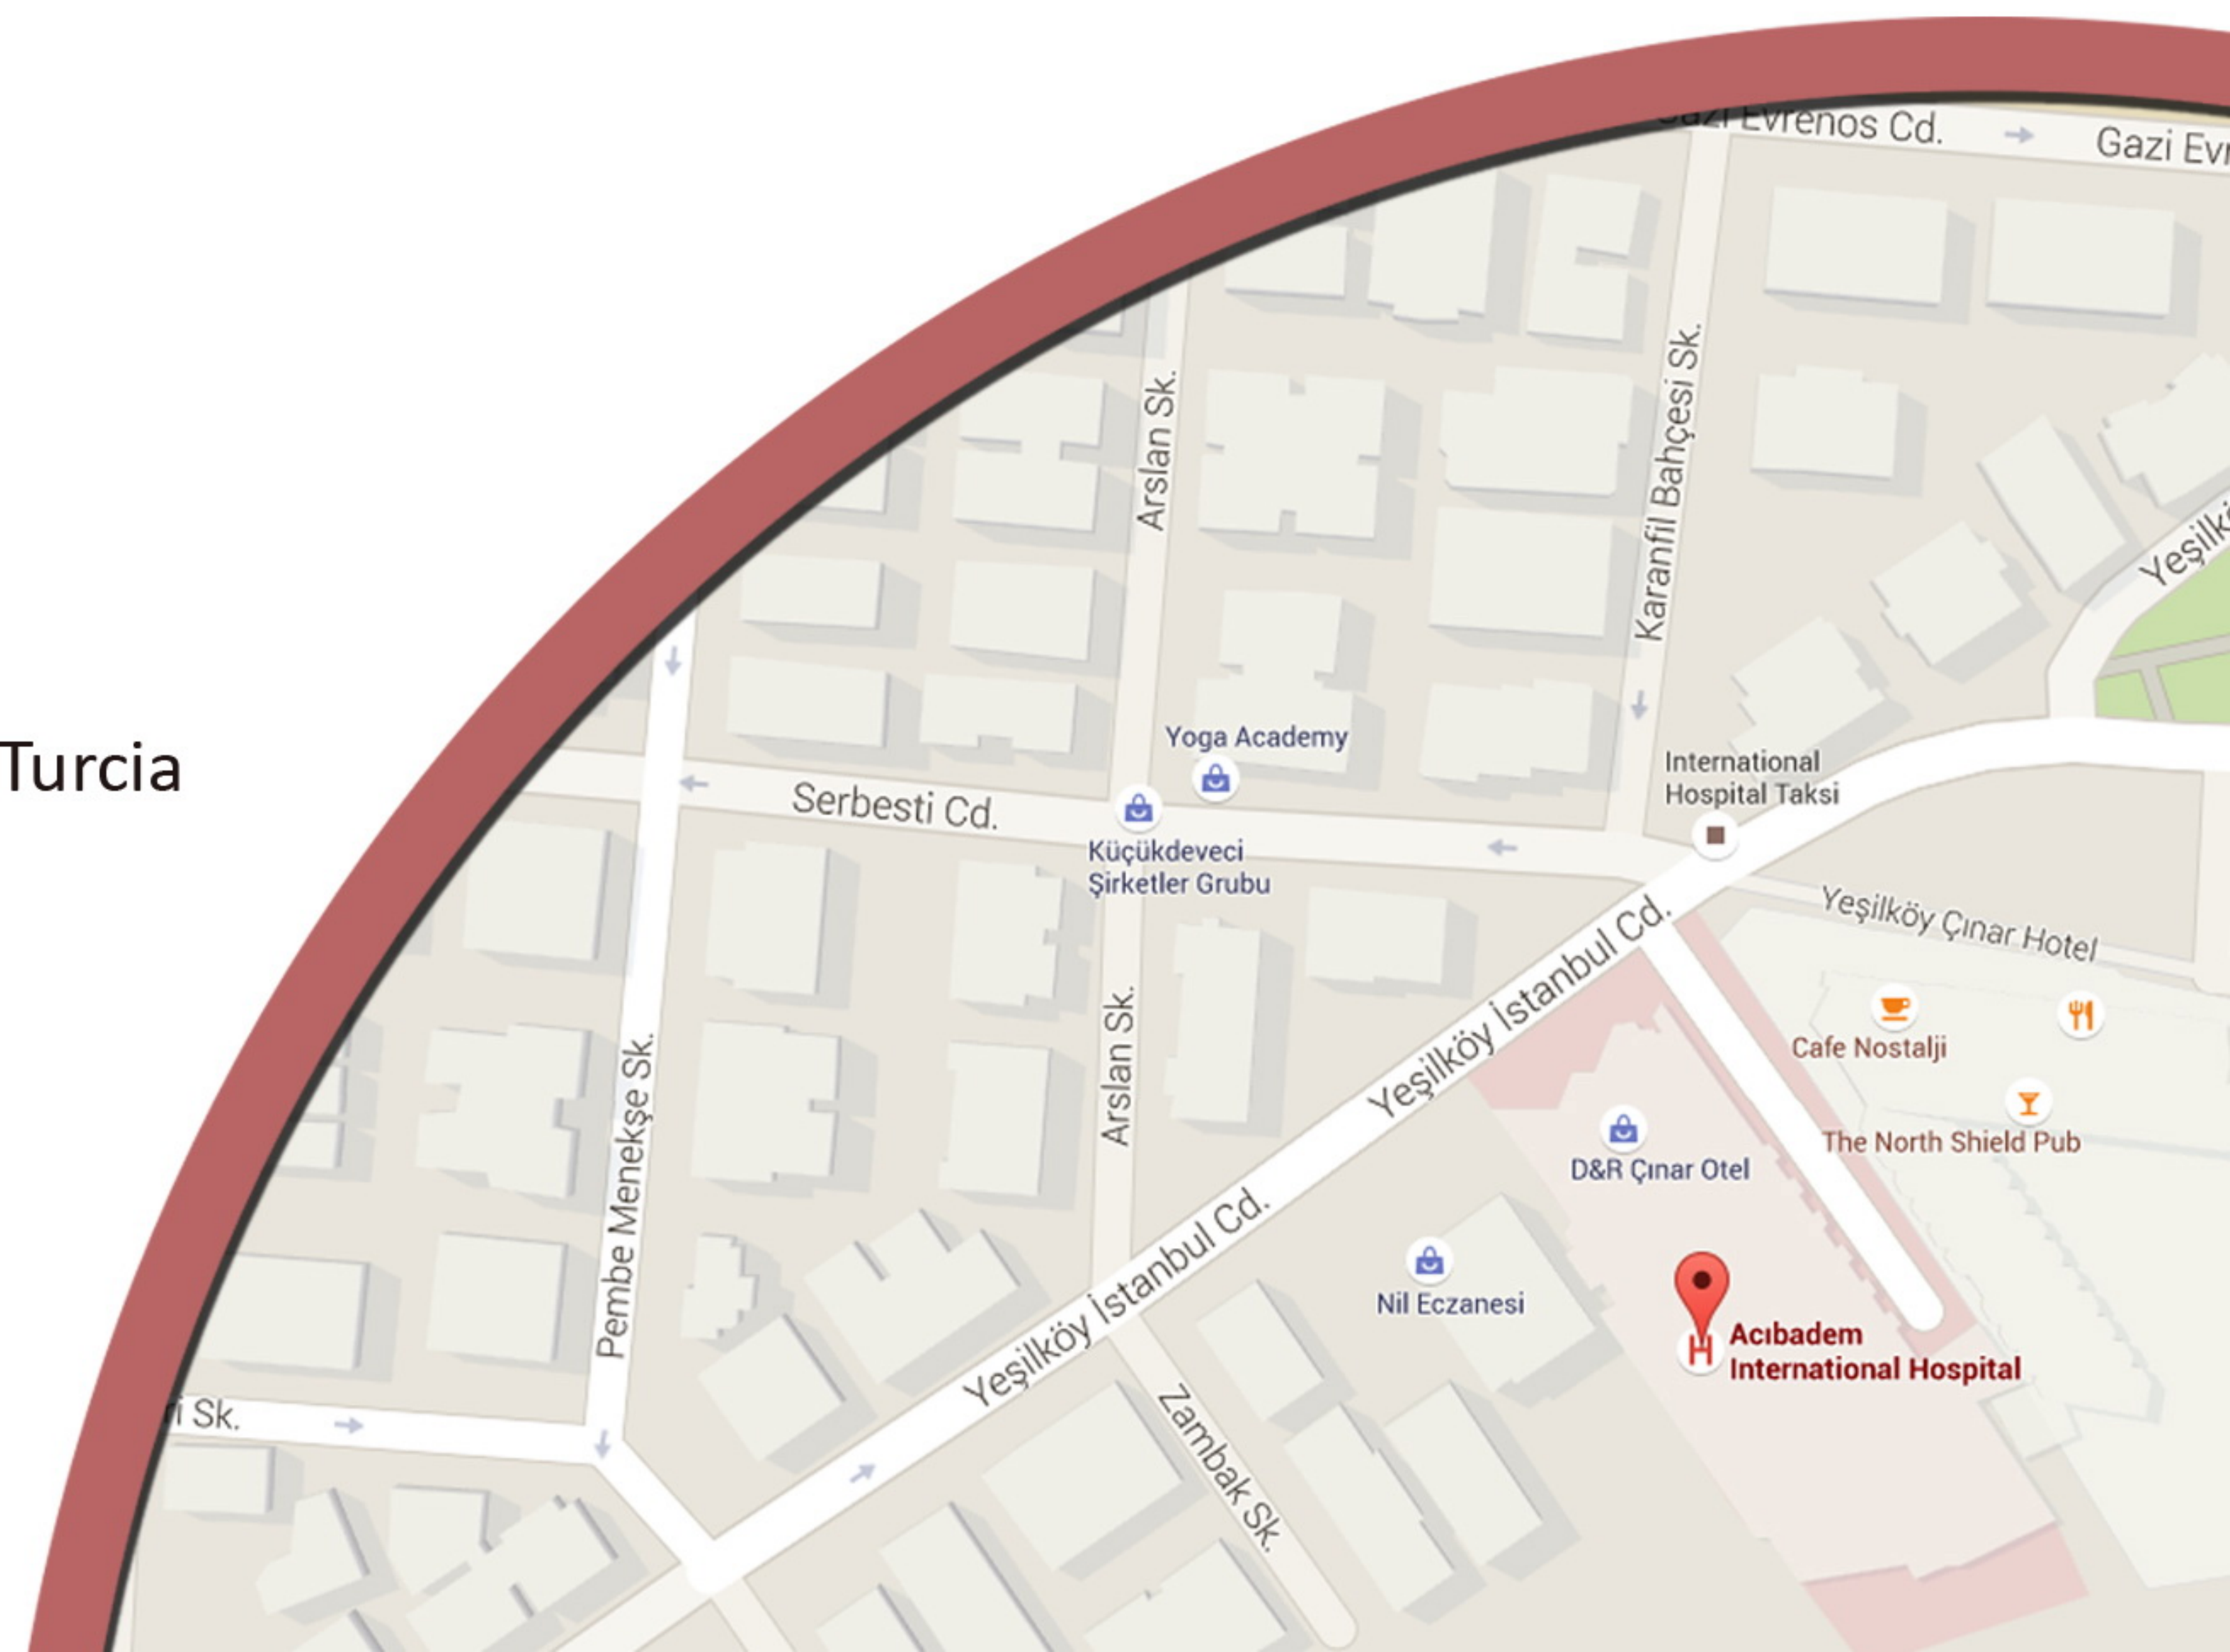 Evrenos Cd.
Gazi
Arslan Sk.
Karanfil Bahçesi Sk.
Turcia
Yoga Academy
International
Hospital Taksi
Serbesti Cd.
Küçükdeveci
Şirketler Grubu
Yeşilköy Çınar Hotel
Yeşilköy İstanbul Cd.
Cafe Nostalji
Arslan Sk.
Pembe Menekşe Sk.
The North Shield Pub
D&R Çınar Otel
Yeşilköy İstanbul Cd.
Nil Eczanesi
H
Acıbadem
International Hospital
Sk.
Zambak Sk.